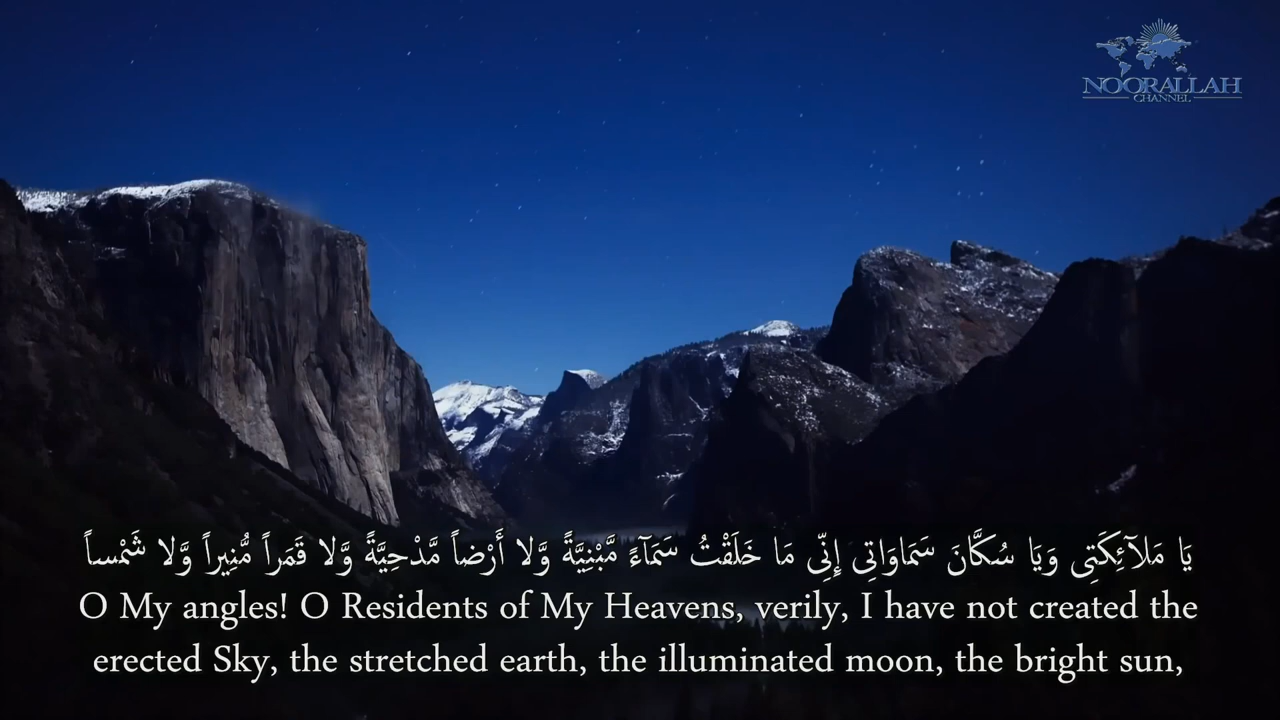 NOORALLAH
CHANNEL
يَا مَلآَئِكَتِي وَيَا سُكَّانَ سَمَاوَاتِي إِنِّي مَا خَلَقْتُ سَمَآءً مَّبْنِيَّةً وَّلا أَرْضاً مَّدْحِيَّةً وَّلا قَمَراً مُّنِيراً وَّلا شَمْساً
O My angles! O Residents of My Heavens, verily, I have not created the
erected Sky, the stretched earth, the illuminated moon, the bright sun,